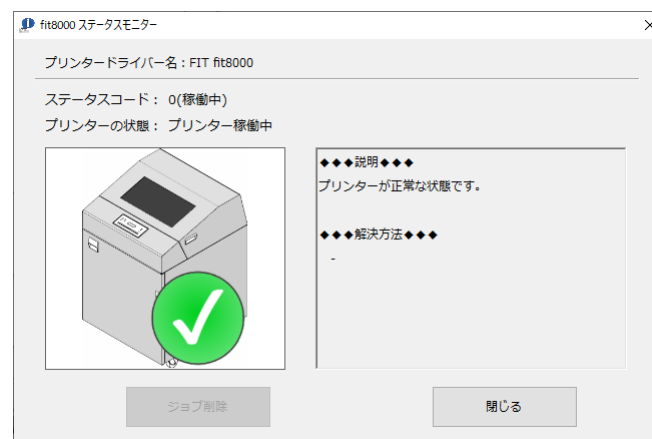 fit8000 ステータスモニター
プリンタードライバー名：FIT fit8000
ステータスコード： 0(稼働中)
プリンターの状態： プリンター稼働中
◆◆◆説明◆◆◆
プリンターが正常な状態です。
◆◆◆解決方法◆◆◆
-
ジョブ削除
閉じる